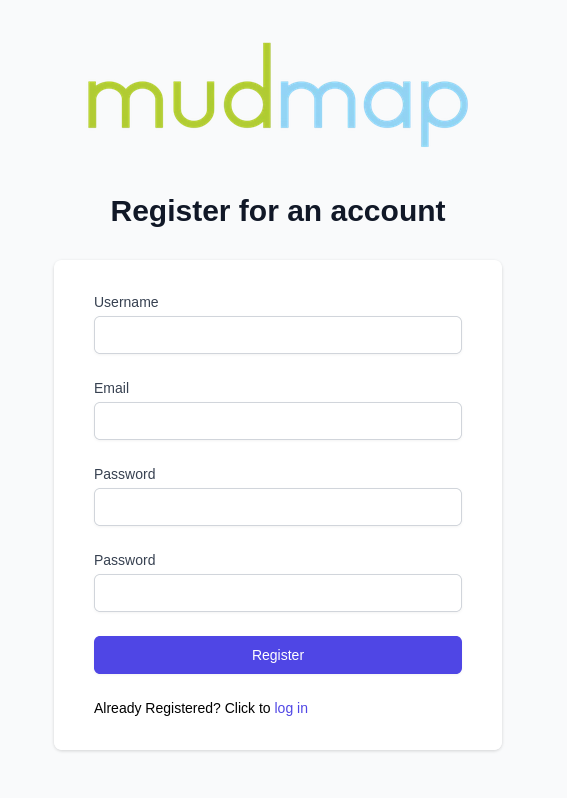 mudmap
Register for an account
Username
Email
Password
Password
Register
Already Registered? Click to log in